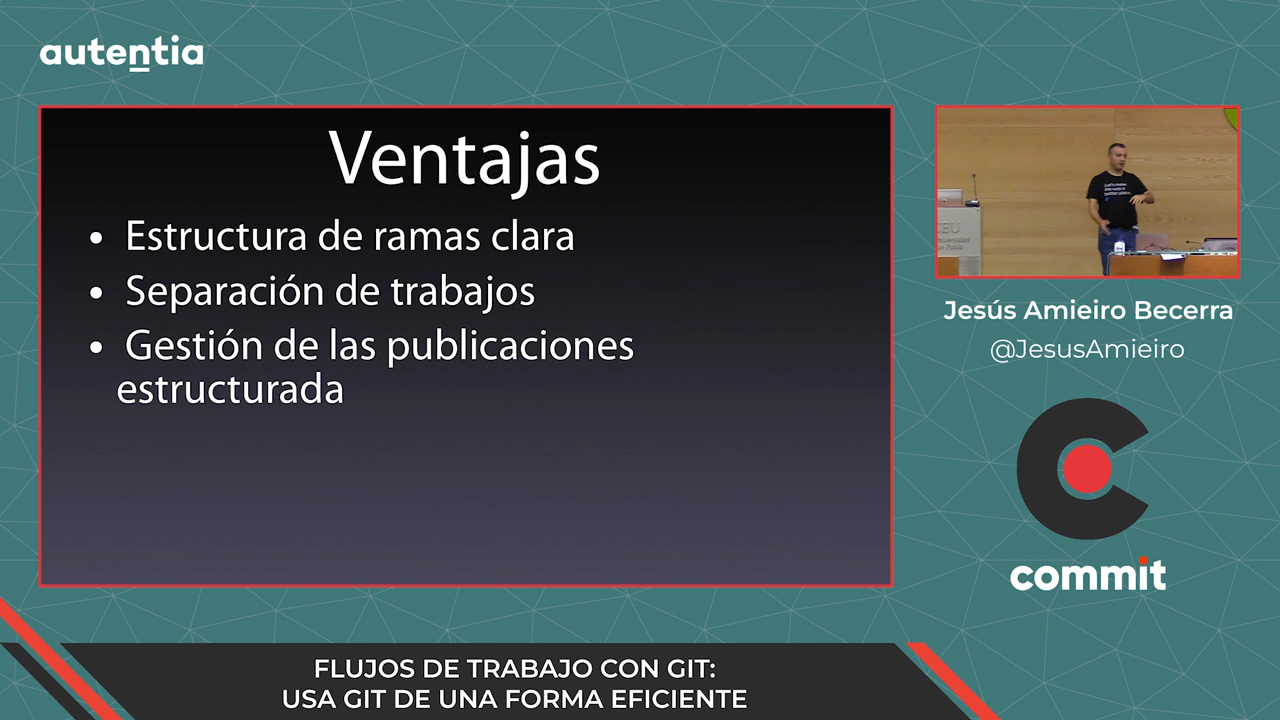 autentia
Ventajas
• Estructura de ramas clara
• Separación de trabajos
• Gestión de las publicaciones
estructurada
CEU
Jesús Amieiro Becerra
@JesusAmieiro
commit
FLUJOS DE TRABAJO CON GIT:
USA GIT DE UNA FORMA EFICIENTE